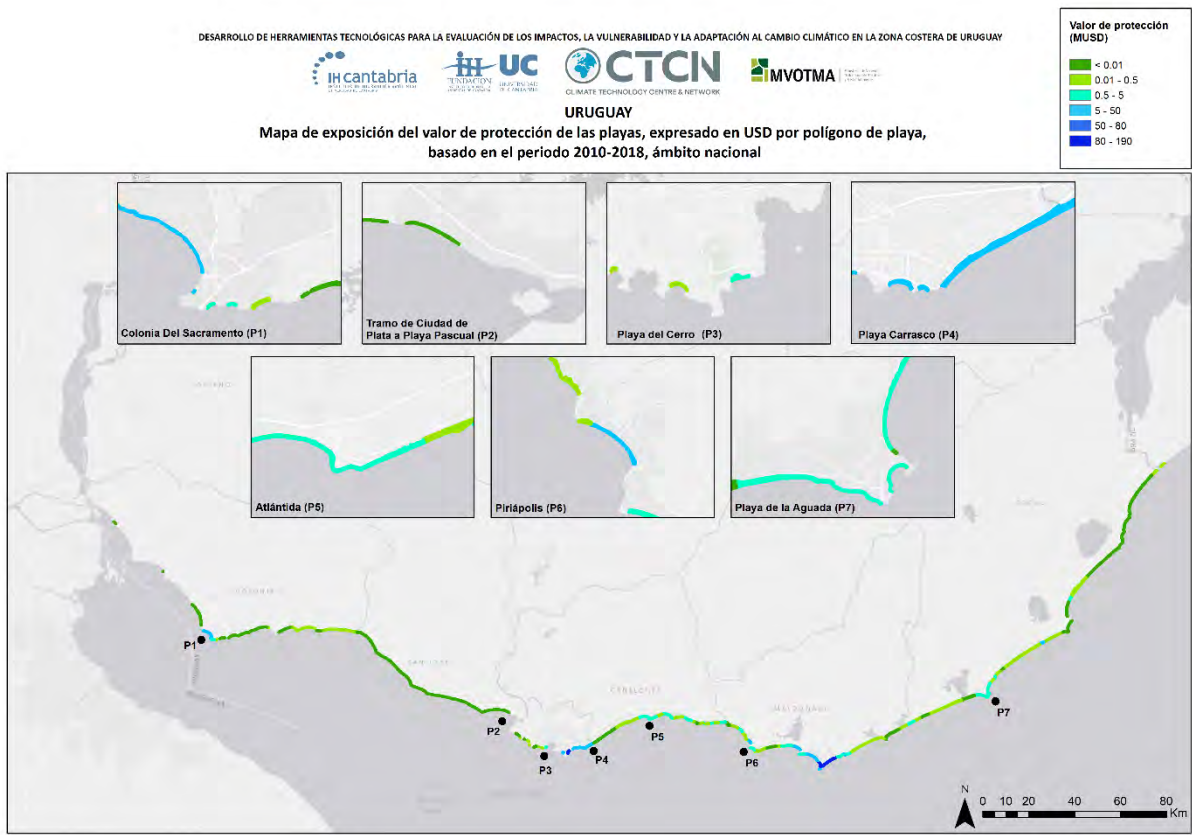 DESARROLLO DE HERRAMIENTAS TECNOLÓGICAS PARA LA EVALUACIÓN DE LOS IMPACTOS, LA VULNERABILIDAD Y LA ADAPTACIÓN AL CAMBIO CLIMÁTICO EN LA ZONA COSTERA DE URUGUAY
IHcantabria
FUNDACION
UC
UNIVERSIDAD
DE CANTABRIA
CTCN
CLIMATE TECHNOLOGY CENTRE & NETWORK
MVOTMA
URUGUAY
Mapa de exposición del valor de protección de las playas, expresado en USD por polígono de playa,
basado en el periodo 2010-2018, ámbito nacional
Valor de protección
(MUSD)
< 0.01
0.01 - 0.5
0.5 - 5
5 - 50
50 - 80
80 - 190
Colonia Del Sacramento (P1)
Tramo de Ciudad de
Plata a Playa Pascual (P2)
Playa del Cerro (P3)
Playa Carrasco (P4)
Atlántida (P5)
Piriápolis (P6)
Playa de la Aguada (P7)
P1
P2
P3
P4
P5
P6
P7
CANELONES
MALDONADO
N
0 10 20 40 60 80
Km